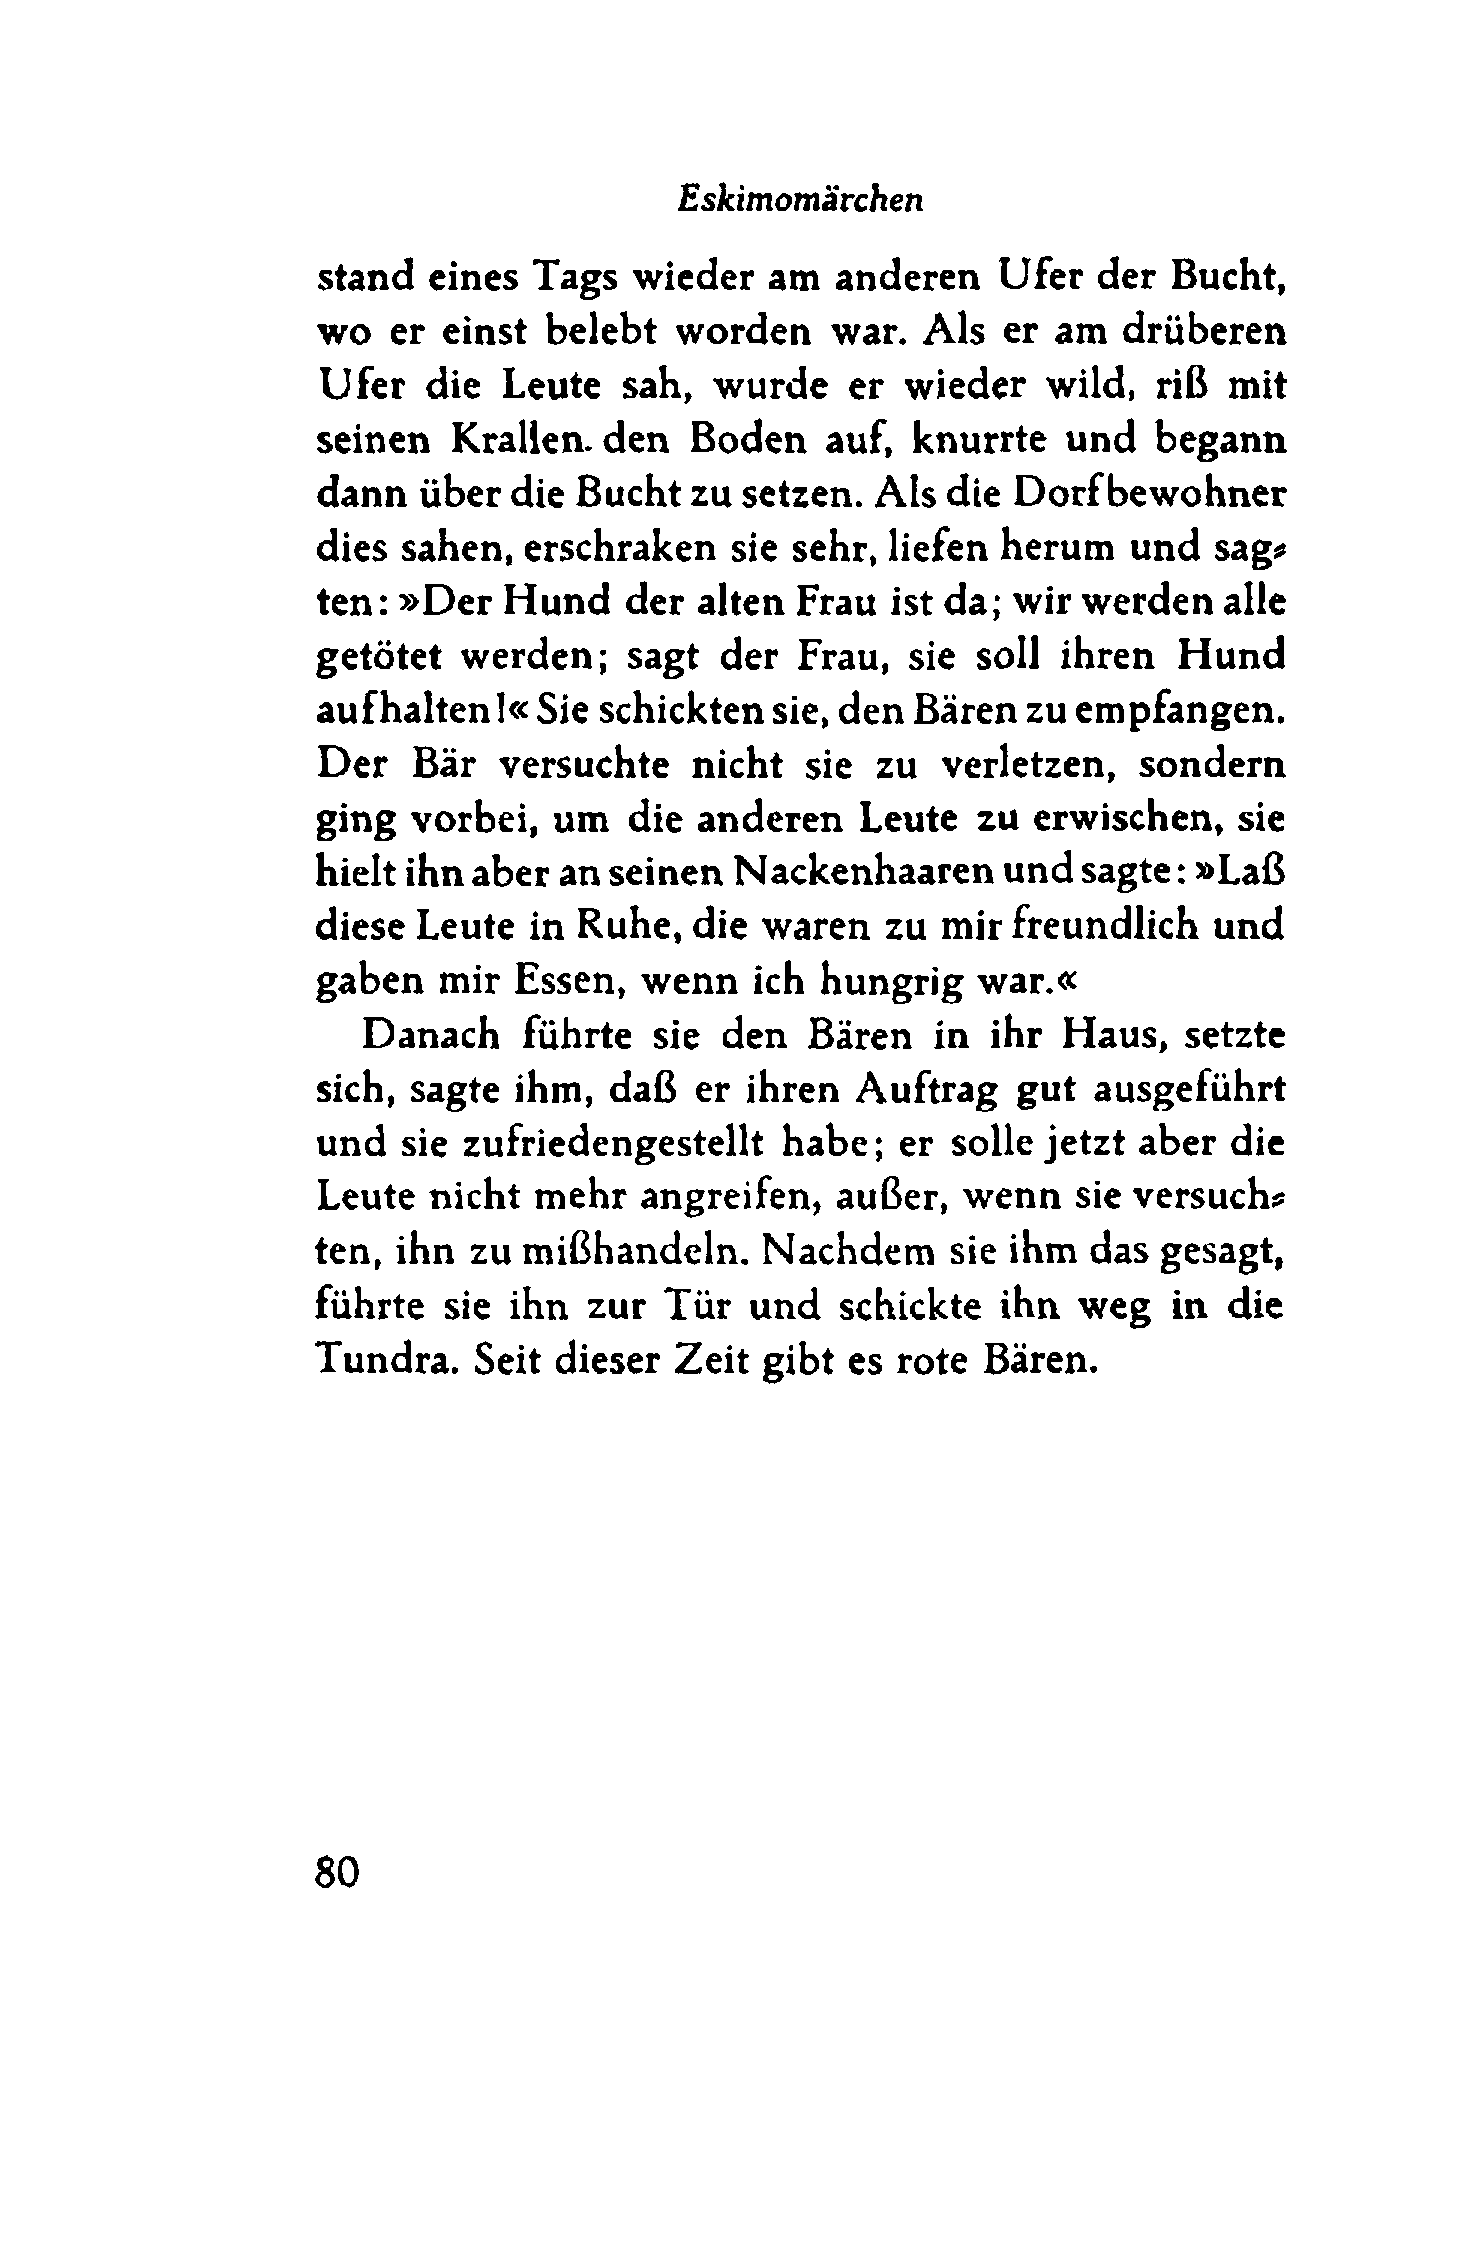 Eskimomärchen
stand eines Tags wieder am anderen Ufer der Bucht,
wo er einst belebt worden war. Als er am drüberen
Ufer die Leute sah, wurde er wieder wild, riß mit
seinen Krallen. den Boden auf, knurrte und begann
dann über die Bucht zu setzen. Als die Dorfbewohner
dies sahen, erschraken sie sehr, liefen herum und sag⸗
ten: »Der Hund der alten Frau ist da; wir werden alle
getötet werden; sagt der Frau, sie soll ihren Hund
aufhalten!« Sie schickten sie, den Bären zu empfangen.
Der Bär versuchte nicht sie zu verletzen, sondern
ging vorbei, um die anderen Leute zu erwischen, sie
hielt ihn aber an seinen Nackenhaaren und sagte: »Laß
diese Leute in Ruhe, die waren zu mir freundlich und
gaben mir Essen, wenn ich hungrig war.«
Danach führte sie den Bären in ihr Haus, setzte
sich, sagte ihm, daß er ihren Auftrag gut ausgeführt
und sie zufriedengestellt habe; er solle jetzt aber die
Leute nicht mehr angreifen, außer, wenn sie versuch⸗
ten, ihn zu mißhandeln. Nachdem sie ihm das gesagt,
führte sie ihn zur Tür und schickte ihn weg in die
Tundra. Seit dieser Zeit gibt es rote Bären.
80